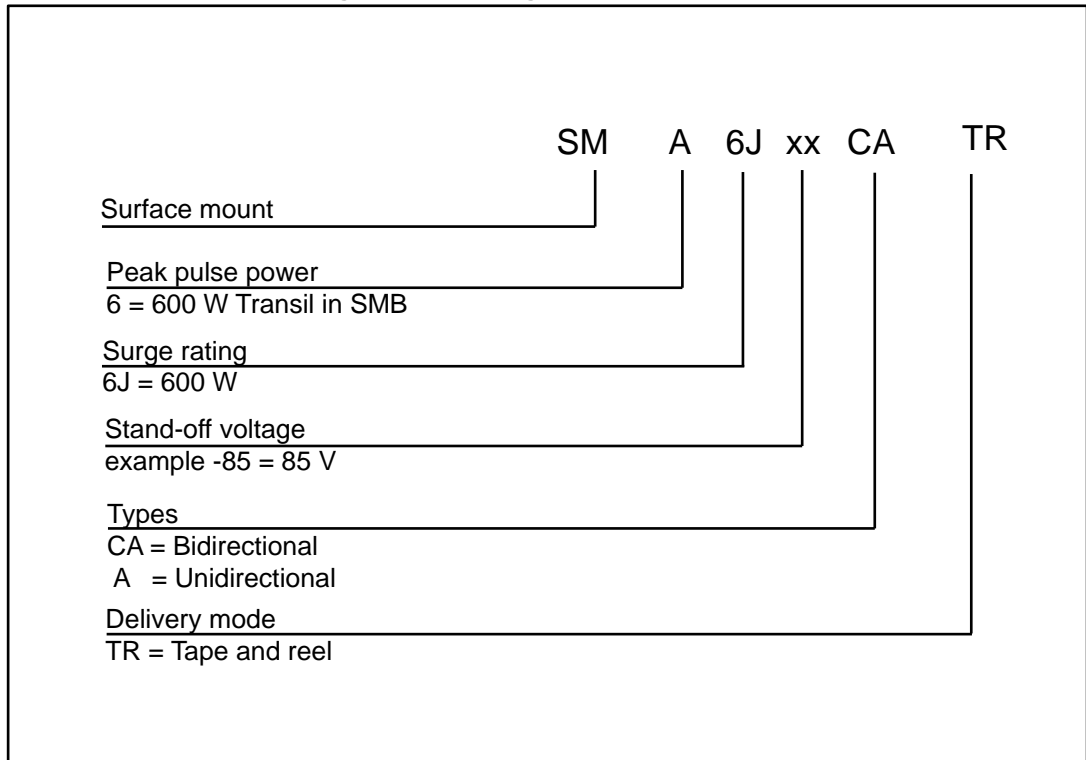 SM A 6J xx CA TR
Surface mount
Peak pulse power
6 = 600 W Transil in SMB
Surge rating
6J = 600 W
Stand-off voltage
example -85 = 85 V
Types
CA = Bidirectional
A = Unidirectional
Delivery mode
TR = Tape and reel